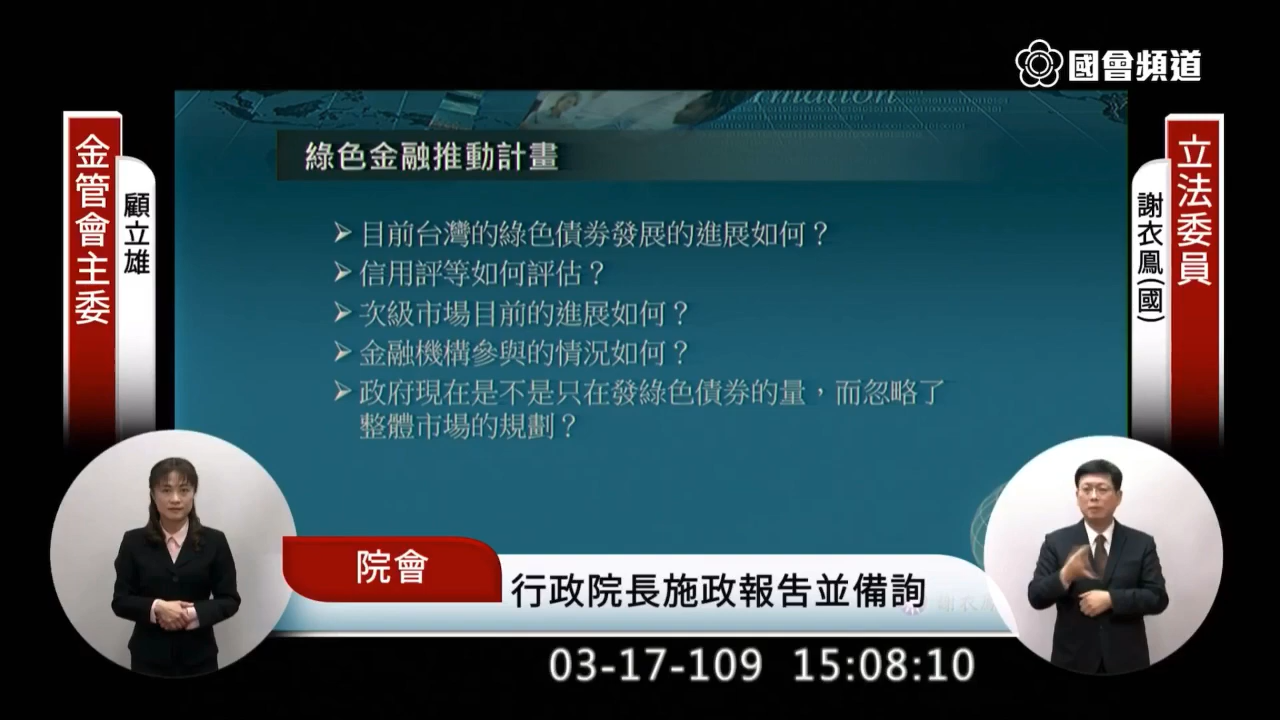 國會頻道
金管會主委
顧立雄
立法委員
謝衣鳯(國)
綠色金融推動計畫
➢目前台灣的綠色債券發展的進展如何？
➢信用評等如何評估？
➢次級市場目前的進展如何？
➢金融機構參與的情況如何？
➢政府現在是不是只在發綠色債券的量，而忽略了
整體市場的規劃？
院會
行政院長施政報告並備詢
03-17-109 15:08:10